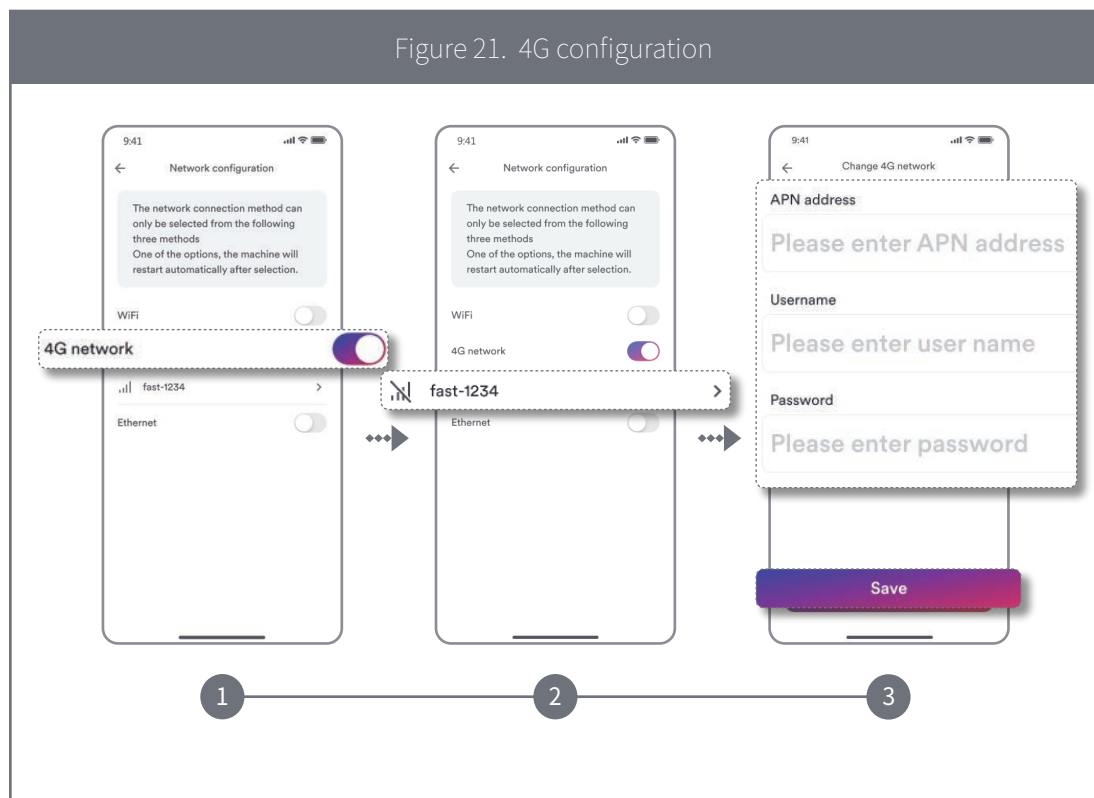 Figure 21. 4G configuration
9:41
Network configuration
The network connection method can
only be selected from the following
three methods
One of the options, the machine will
restart automatically after selection.
WiFi
4G network
fast-1234
Ethernet
9:41
Network configuration
The network connection method can
only be selected from the following
three methods
One of the options, the machine will
restart automatically after selection.
WiFi
4G network
fast-1234
Ethernet
9:41
Change 4G network
APN address
Please enter APN address
Username
Please enter user name
Password
Please enter password
Save
1
2
3